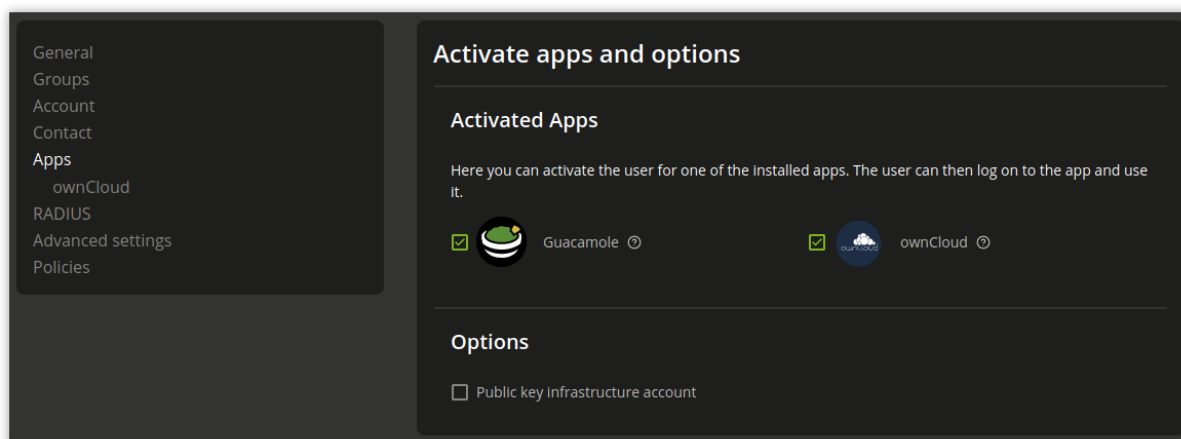 General
Groups
Account
Contact
Apps
ownCloud
RADIUS
Advanced settings
Policies
Activate apps and options
Activated Apps
Here you can activate the user for one of the installed apps. The user can then log on to the app and use
it.
Guacamole
ownCloud
ownCloud
Options
Public key infrastructure account